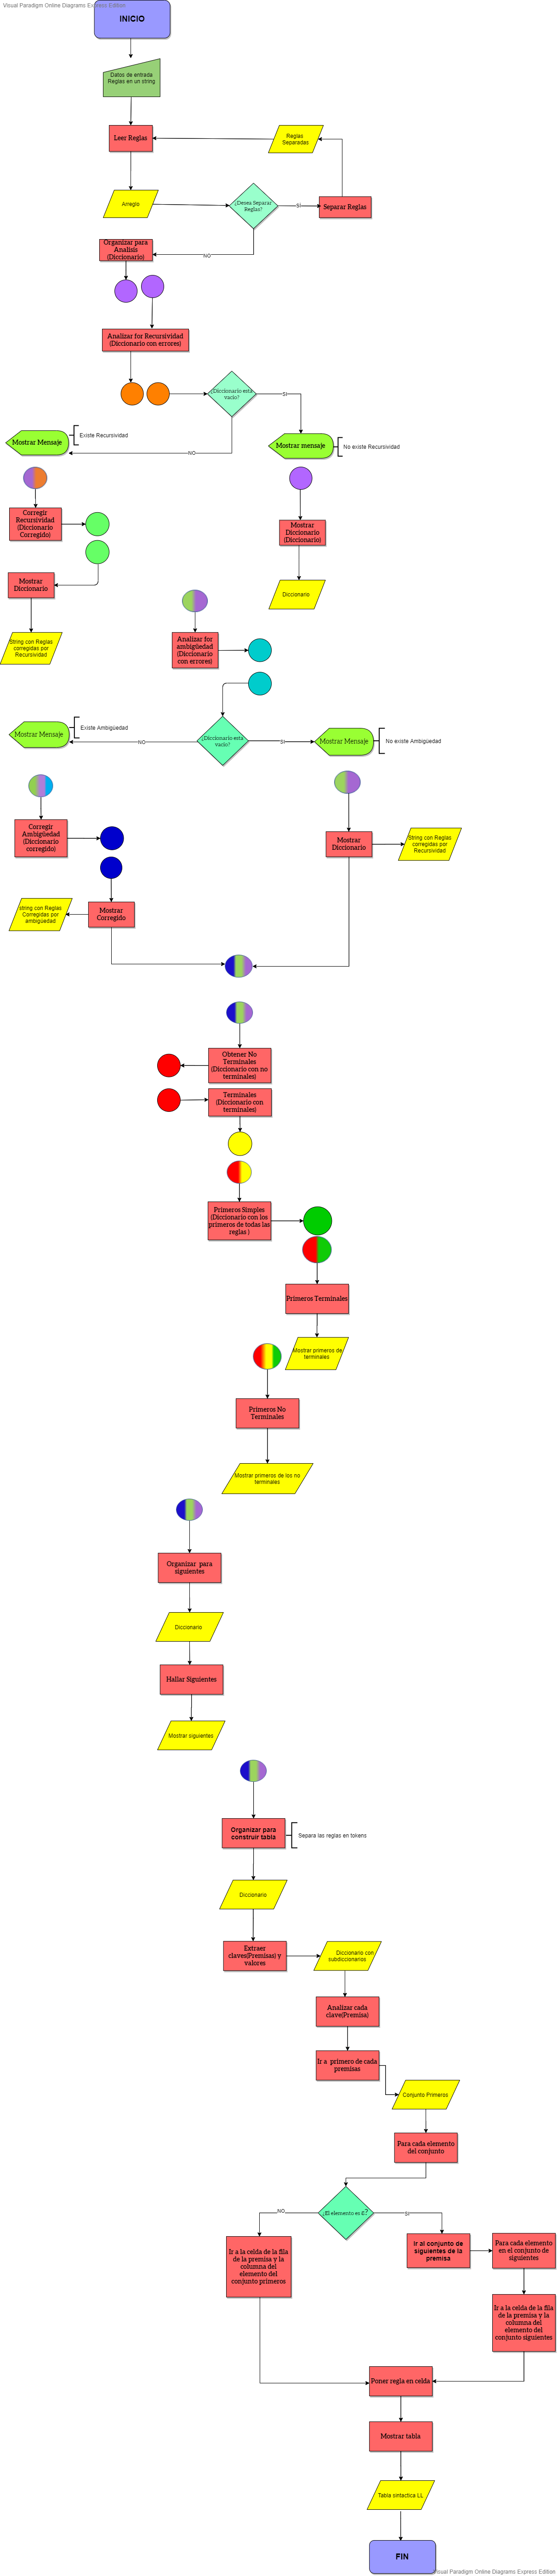 Visual Paradigm Online Diagrams Express Edition
INICIO
Datos de entrada
Reglas en un string
Leer Reglas
Reglas
Separadas
Arreglo
¿Desea Separar
Reglas?
SI
Separar Reglas
NO
Organizar para
Analisis
(Diccionario)
Analizar for Recursividad
(Diccionario con errores)
¿Diccionario esta
vacio?
SI
NO
Mostrar Mensaje
Existe Recursividad
Mostrar mensaje
No existe Recursividad
Corregir
Recursividad
(Diccionario
Corregido)
Mostrar
Diccionario
(Diccionario)
Mostrar
Diccionario
Diccionario
String con Reglas
corregidas por
Recursividad
Analizar for
ambigüedad
(Diccionario
con errores)
Mostrar Mensaje
Existe Ambigüedad
NO
¿Diccionario esta
vacio?
SI
Mostrar Mensaje
No existe Ambigüedad
Corregir
Ambigüedad
(Diccionario
corregido)
Mostrar
Diccionario
String con Reglas
corregidas por
Recursividad
string con Reglas
Corregidas por
ambigüedad
Mostrar
Corregido
Obtener No
Terminales
(Diccionario con no
terminales)
Terminales
(Diccionario con
terminales)
Primeros Simples
(Diccionario con los
primeros de todas las
reglas )
Primeros Terminales
Mostrar primeros de
terminales
Primeros No
Terminales
Mostrar primeros de los no
terminales
Organizar para
siguientes
Diccionario
Hallar Siguientes
Mostrar siguientes
Organizar para
construir tabla
Separa las reglas en tokens
Diccionario
Extraer
claves(Premisas) y
valores
Diccionario con
subdiccionarios
Analizar cada
clave(Premisa)
Ir a primero de cada
premisas
Conjunto Primeros
Para cada elemento
del conjunto
¿El elemento es ε?
NO
SI
Ir a la celda de la fila
de la premisa y la
columna del
elemento del
conjunto primeros
Ir al conjunto de
siguientes de la
premisa
Para cada elemento
en el conjunto de
siguientes
Ir a la celda de la fila
de la premisa y la
columna del
elemento del
conjunto siguientes
Poner regla en celda
Mostrar tabla
Tabla sintactica LL
FIN
Visual Paradigm Online Diagrams Express Edition